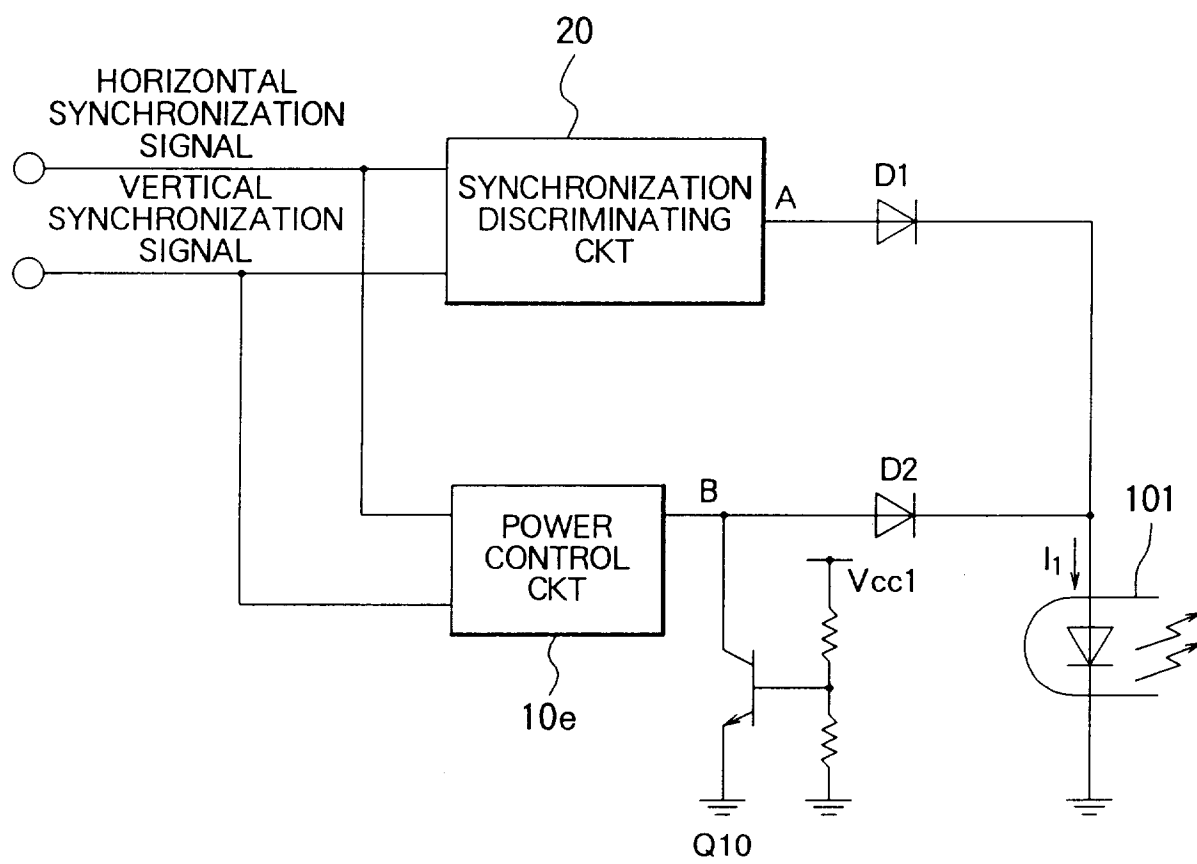 20
HORIZONTAL
SYNCHRONIZATION
SIGNAL
VERTICAL
SYNCHRONIZATION
SIGNAL
SYNCHRONIZATION
DISCRIMINATING
CKT
A
D1
B
D2
POWER
CONTROL
CKT
10e
Vcc1
I1
101
Q10